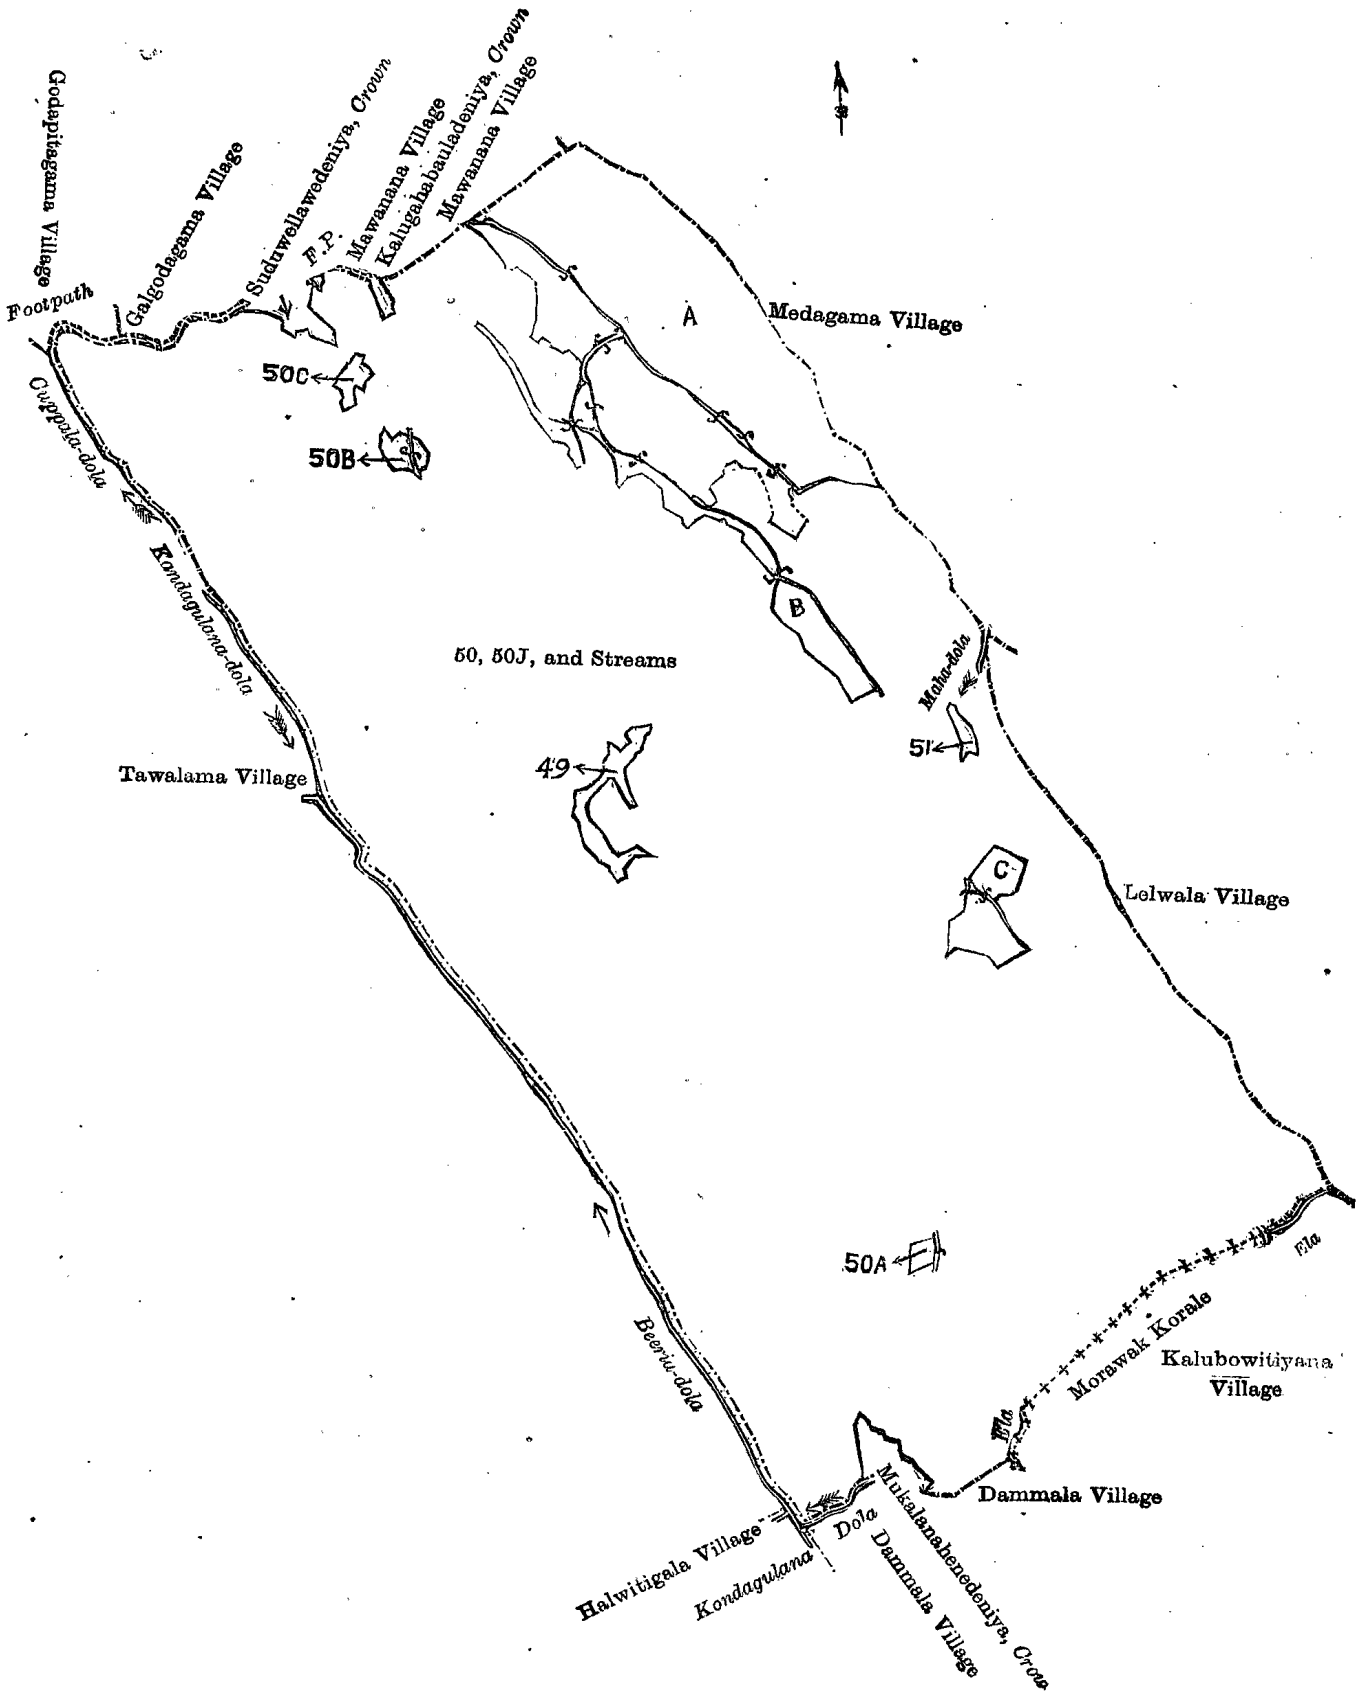 Godapitagama Village
Galgodagama Village
Suduwellawedeniya, Crown
F.P.
Mawanana Village
Kalugahabauladeniya, Crown
Mawanana Village
Footpath
A
Medagama Village
50C
Cuppala-dola
50B
Kondagulana-dola
B
50, 50J, and Streams
Maha-dola
51
49
Tawalama Village
C
Lelwala Village
50A
Ela
Morawak Korale
Kalubowitiyana
Village
Beeriu-dola
Ela
Dammala Village
Mukalanahenedeniya, Crow
Dola
Dammala Village
Halwitigala Village
Kondagulana